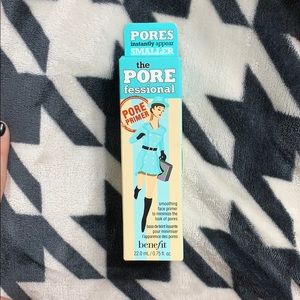 PORES
instantly appear
SMALLER
the
PORE
fessional
PORE
PRIMER
smoothing
face primer
to minimize the
look of pores
base de teint lissante
pour minimiser
l'apparence des pores
benefit
22.0 mL / 0.75 fl. oz.